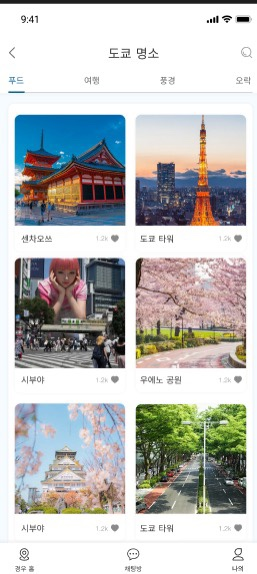 9:41
도쿄 명소
푸드 여행 풍경 오락
센차오쓰 1.2k
도쿄 타워 1.2k
시부야 1.2k
우에노 공원 1.2k
시부야 1.2k
도쿄 타워 1.2k
경우 홈 채팅방 나의